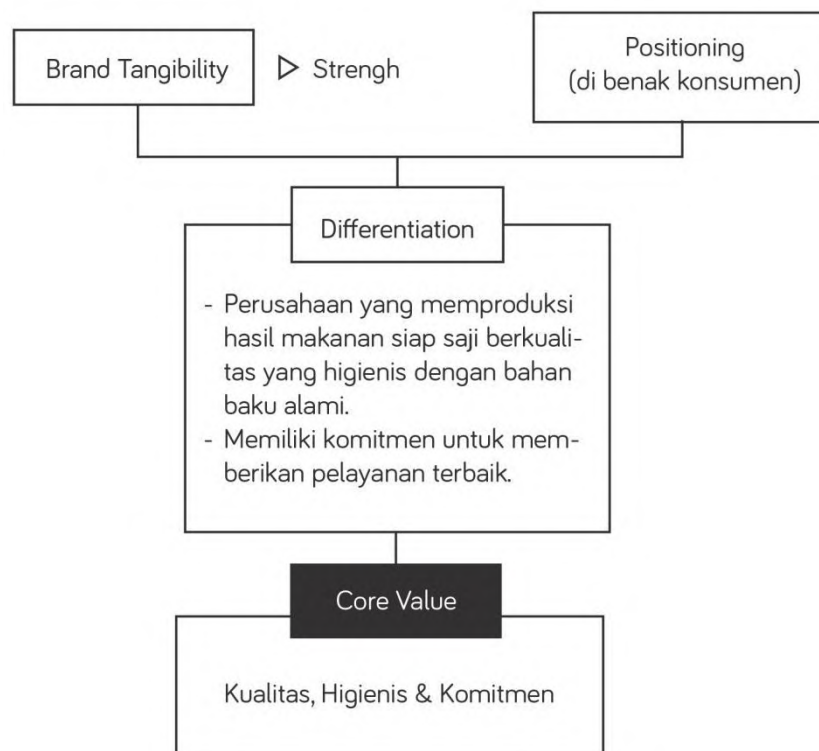 Brand Tangibility
Strengh
Positioning
(di benak konsumen)
Differentiation
- Perusahaan yang memproduksi
hasil makanan siap saji berkuali-
tas yang higienis dengan bahan
baku alami.
- Memiliki komitmen untuk mem-
berikan pelayanan terbaik.
Core Value
Kualitas, Higienis & Komitmen